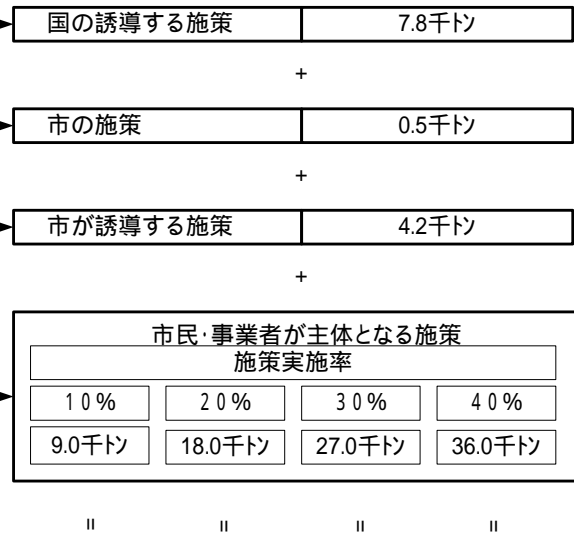 国の誘導する施策 7.8千トン
+
市の施策 0.5千トン
+
市が誘導する施策 4.2千トン
+
市民・事業者が主体となる施策
施策実施率
10% 20% 30% 40%
9.0千トン 18.0千トン 27.0千トン 36.0千トン
= = = =